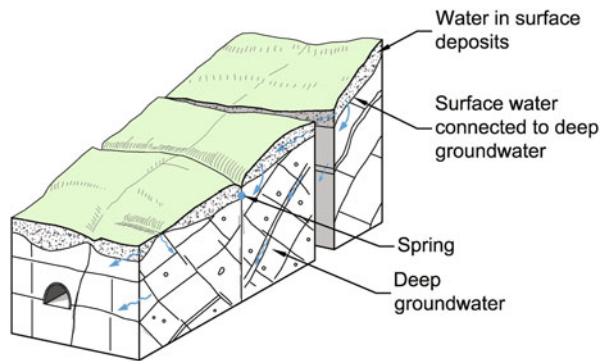 Water in surface
deposits
Surface water
connected to deep
groundwater
Spring
Deep
groundwater